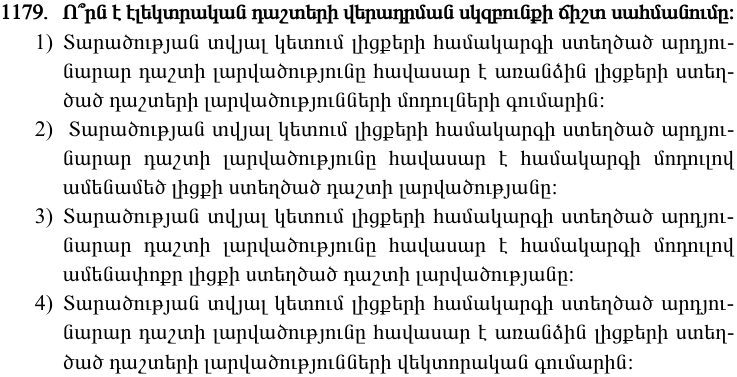 1179. Ո՞րն է էլեկտրական դաշտերի վերադրման սկզբունքի ճիշտ սահմանումը:
1) Տարածության տվյալ կետում լիցքերի համակարգի ստեղծած արդյու-
նարար դաշտի լարվածությունը հավասար է առանձին լիցքերի ստեղ-
ծած դաշտերի լարվածությունների մոդուլների գումարին:
2) Տարածության տվյալ կետում լիցքերի համակարգի ստեղծած արդյու-
նարար դաշտի լարվածությունը հավասար է համակարգի մոդուլով
ամենամեծ լիցքի ստեղծած դաշտի լարվածությանը:
3) Տարածության տվյալ կետում լիցքերի համակարգի ստեղծած արդյու-
նարար դաշտի լարվածությունը հավասար է համակարգի մոդուլով
ամենափոքր լիցքի ստեղծած դաշտի լարվածությանը:
4) Տարածության տվյալ կետում լիցքերի համակարգի ստեղծած արդյու-
նարար դաշտի լարվածությունը հավասար է առանձին լիցքերի ստեղ-
ծած դաշտերի լարվածությունների վեկտորական գումարին: